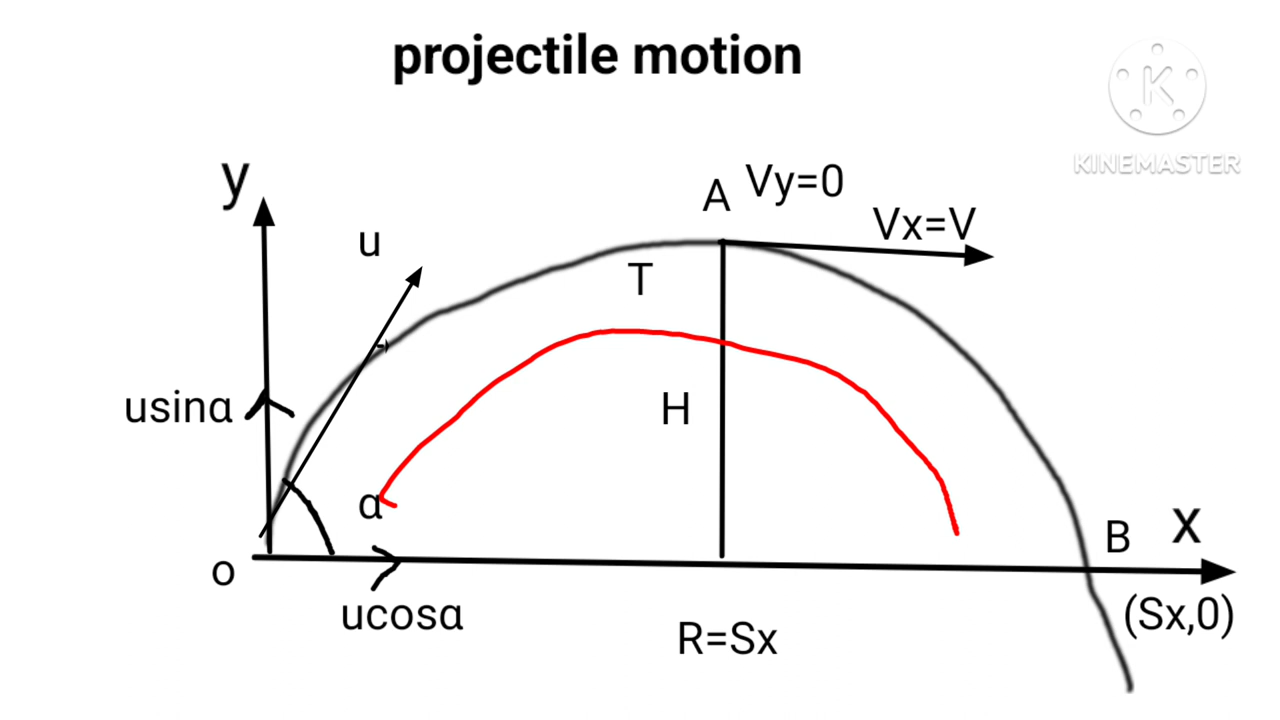 projectile motion
K
KINEMASTER
y
A
Vy=0
u
Vx=V
T
usinα
H
α
B
X
o
ucosα
(Sx,0)
R=Sx